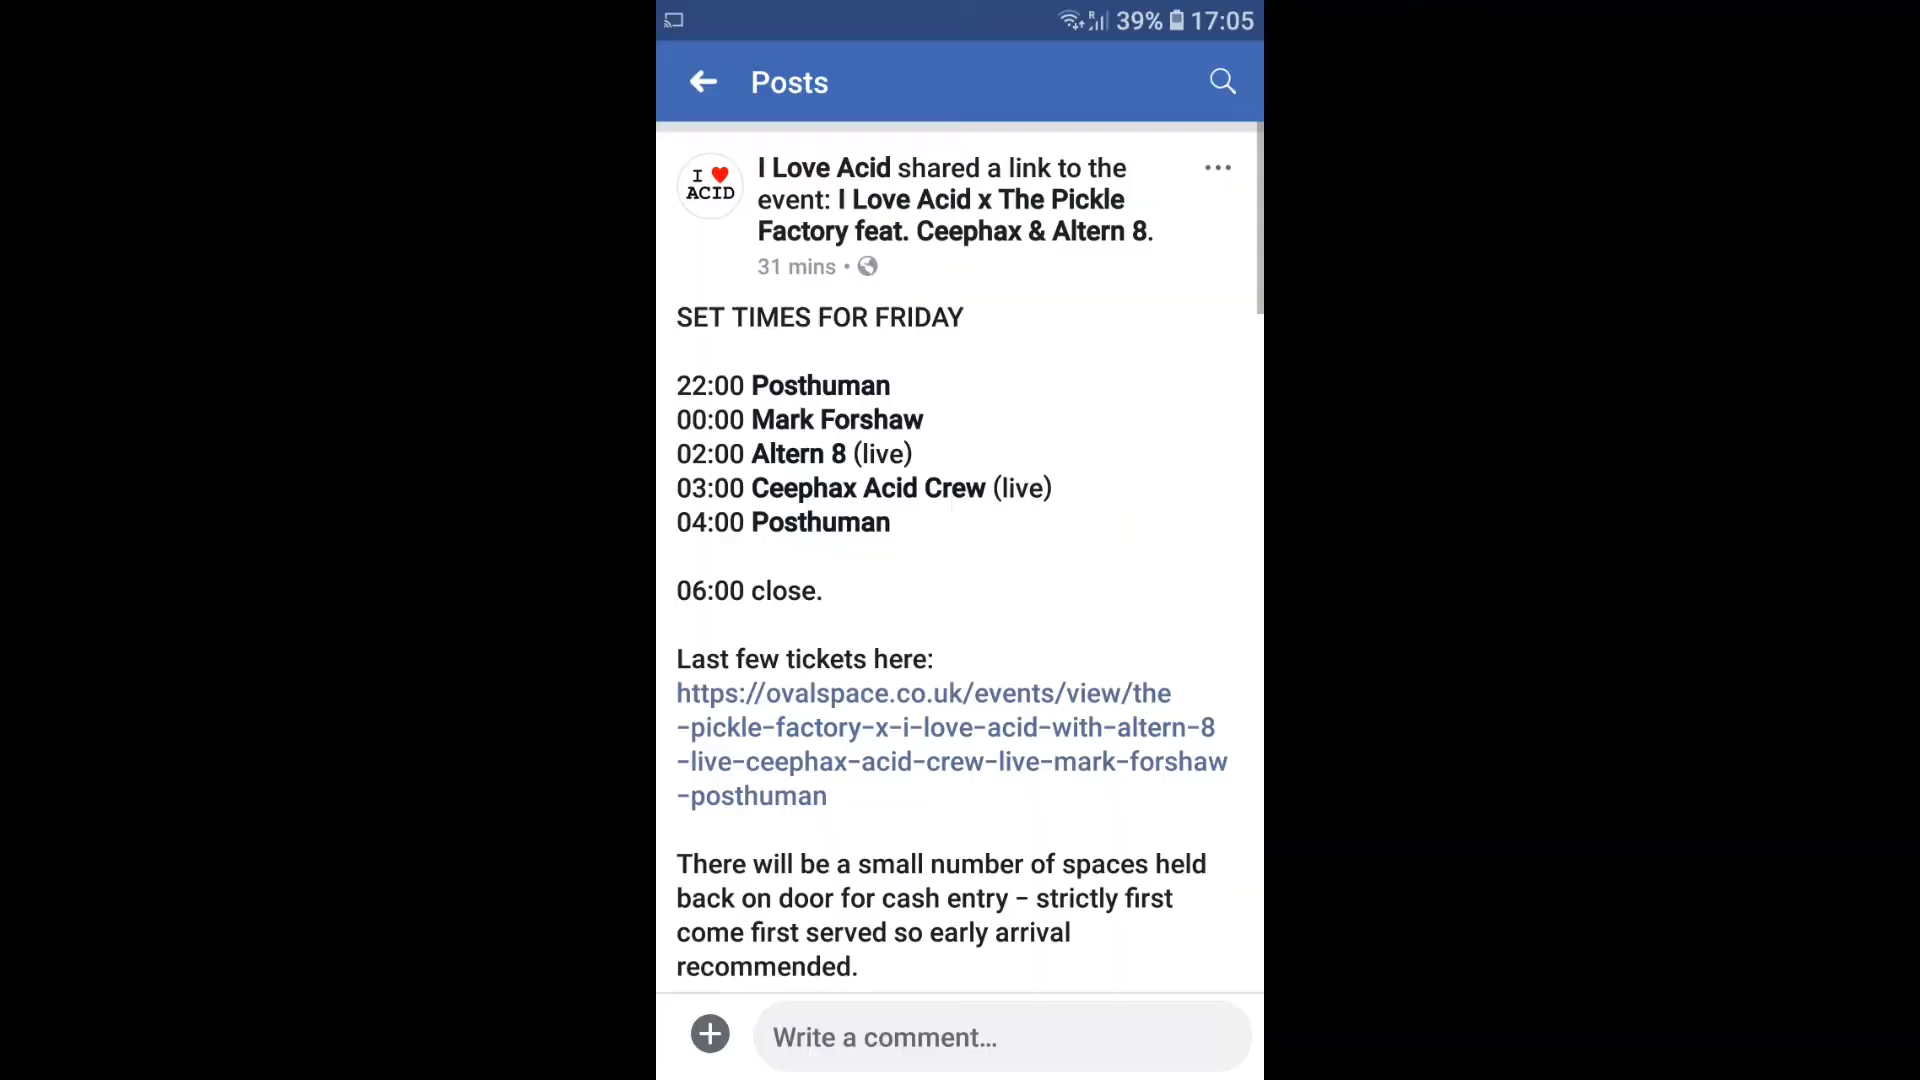 39% 17:05
Posts
I ❤ ACID
I Love Acid shared a link to the
event: I Love Acid x The Pickle
Factory feat. Ceephax & Altern 8.
31 mins •
SET TIMES FOR FRIDAY
22:00 Posthuman
00:00 Mark Forshaw
02:00 Altern 8 (live)
03:00 Ceephax Acid Crew (live)
04:00 Posthuman
06:00 close.
Last few tickets here:
https://ovalspace.co.uk/events/view/the
-pickle-factory-x-i-love-acid-with-altern-8
-live-ceephax-acid-crew-live-mark-forshaw
-posthuman
There will be a small number of spaces held
back on door for cash entry - strictly first
come first served so early arrival
recommended.
Write a comment...